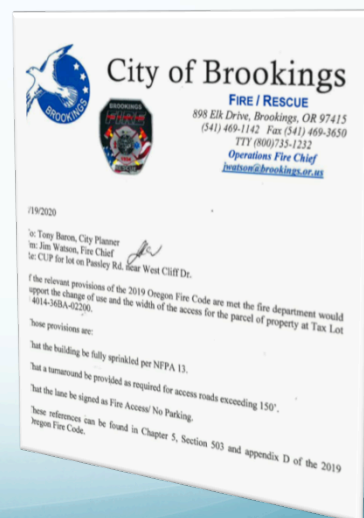 City of Brookings
FIRE / RESCUE
898 Elk Drive, Brookings, OR 97415
(541) 469-1142 Fax (541) 469-3650
TTY (800)735-1232
Operations Fire Chief
jwatson@brookings.or.us
BROOKINGS
BROOKINGS
FIRE
/19/2020
o: Tony Baron, City Planner
m: Jim Watson, Fire Chief
e: CUP for lot on Passley Rd. near West Cliff Dr.
f the relevant provisions of the 2019 Oregon Fire Code are met the fire department would
upport the change of use and the width of the access for the parcel of property at Tax Lot
4014-36BA-02200.
hose provisions are:
hat the building be fully sprinkled per NFPA 13.
hat a turnaround be provided as required for access roads exceeding 150'.
hat the lane be signed as Fire Access/ No Parking.
hese references can be found in Chapter 5, Section 503 and appendix D of the 2019
Oregon Fire Code.